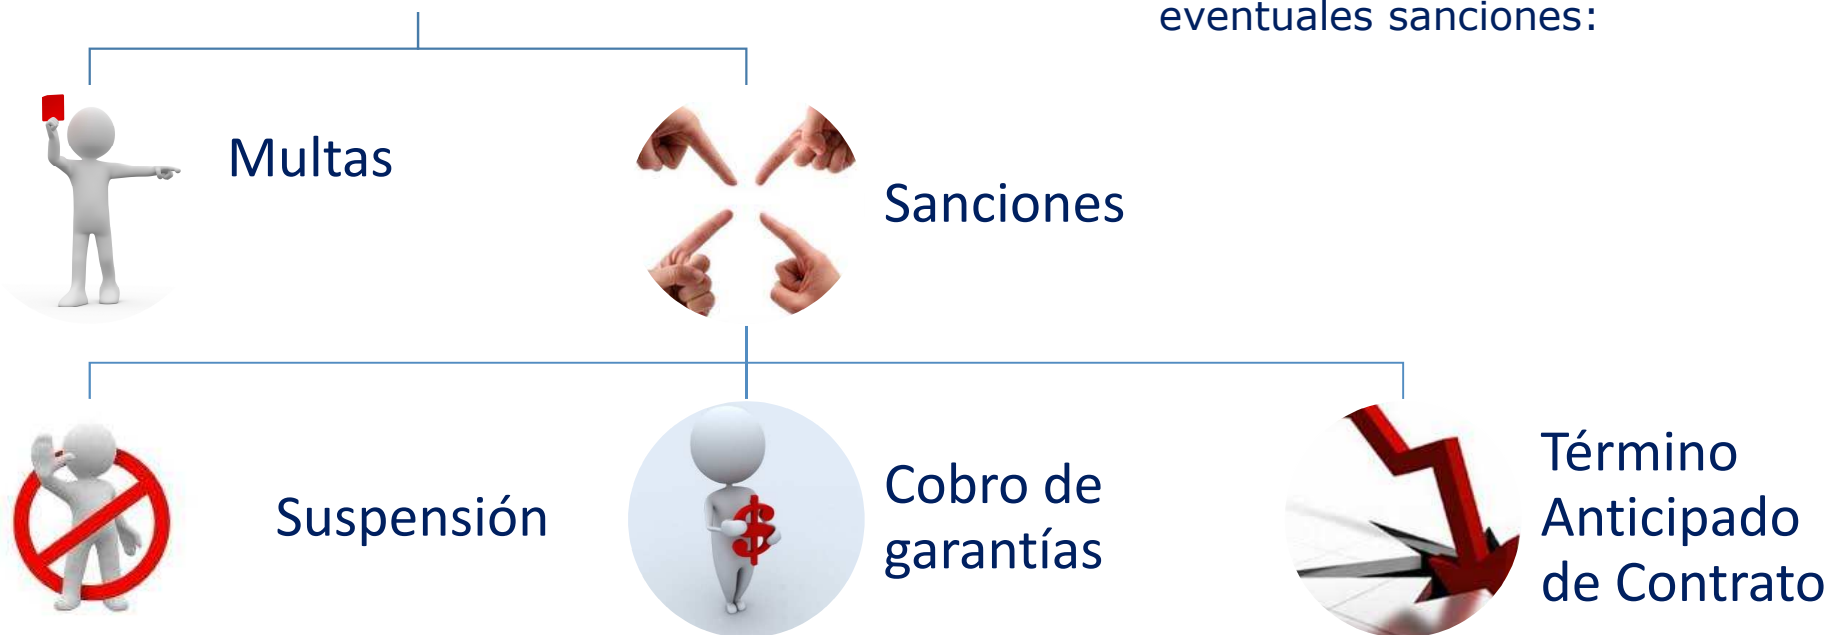 eventuales sanciones:
Multas
Sanciones
Suspensión
Cobro de
garantías
Término
Anticipado
de Contrato